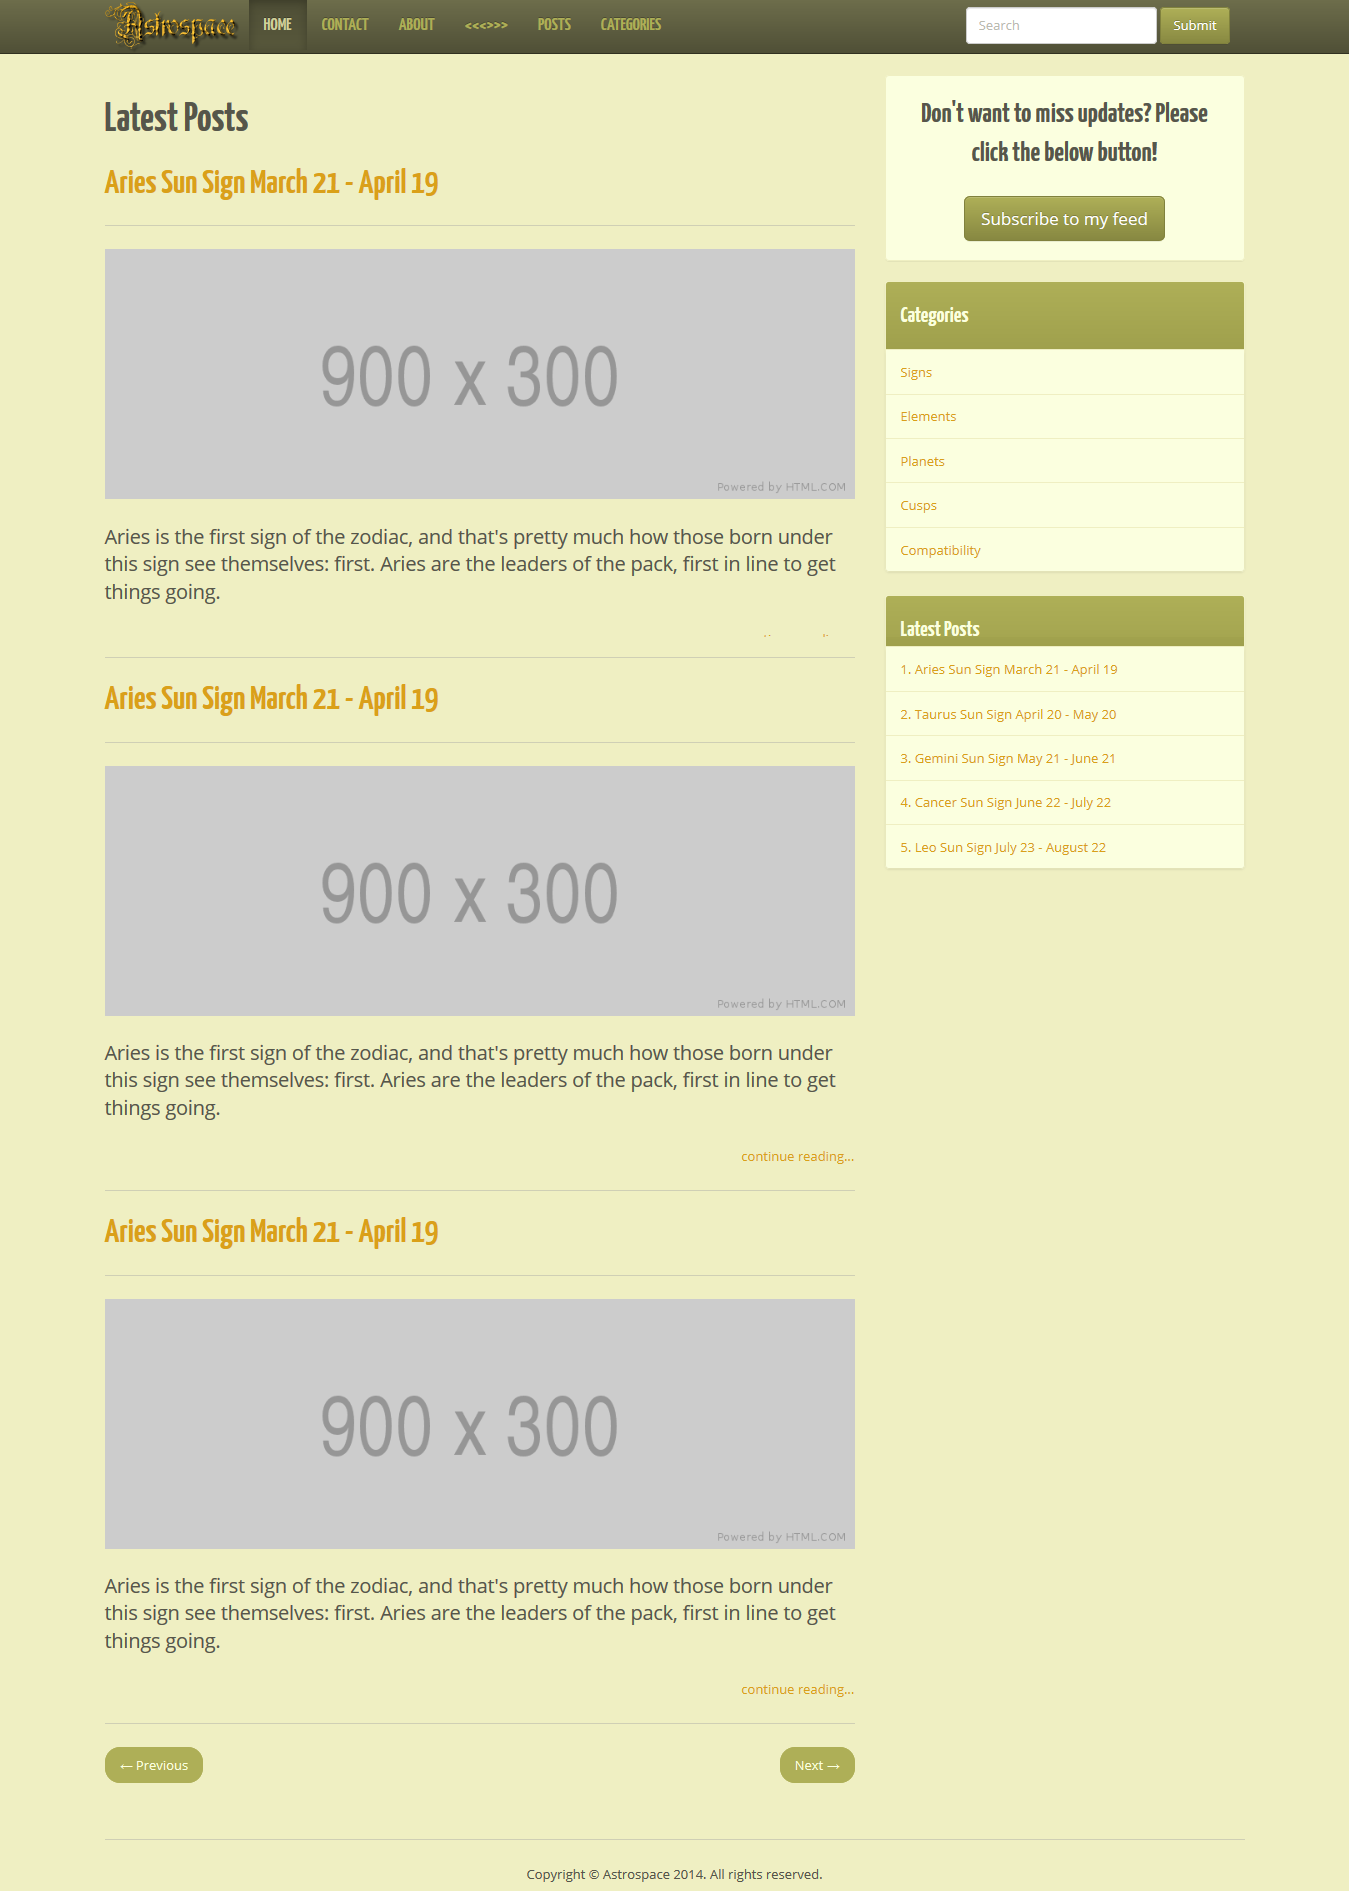 Astrospace
HOME CONTACT ABOUT <<<>>> POSTS CATEGORIES
Search
Submit
Latest Posts
Aries Sun Sign March 21 - April 19
900 x 300
Powered by HTML.COM
Aries is the first sign of the zodiac, and that's pretty much how those born under
this sign see themselves: first. Aries are the leaders of the pack, first in line to get
things going.
Aries Sun Sign March 21 - April 19
900 x 300
Powered by HTML.COM
Aries is the first sign of the zodiac, and that's pretty much how those born under
this sign see themselves: first. Aries are the leaders of the pack, first in line to get
things going.
continue reading...
Aries Sun Sign March 21 - April 19
900 x 300
Powered by HTML.COM
Aries is the first sign of the zodiac, and that's pretty much how those born under
this sign see themselves: first. Aries are the leaders of the pack, first in line to get
things going.
continue reading...
← Previous
Next →
Don't want to miss updates? Please
click the below button!
Subscribe to my feed
Categories
Signs
Elements
Planets
Cusps
Compatibility
Latest Posts
1. Aries Sun Sign March 21 - April 19
2. Taurus Sun Sign April 20 - May 20
3. Gemini Sun Sign May 21 - June 21
4. Cancer Sun Sign June 22 - July 22
5. Leo Sun Sign July 23 - August 22
Copyright © Astrospace 2014. All rights reserved.